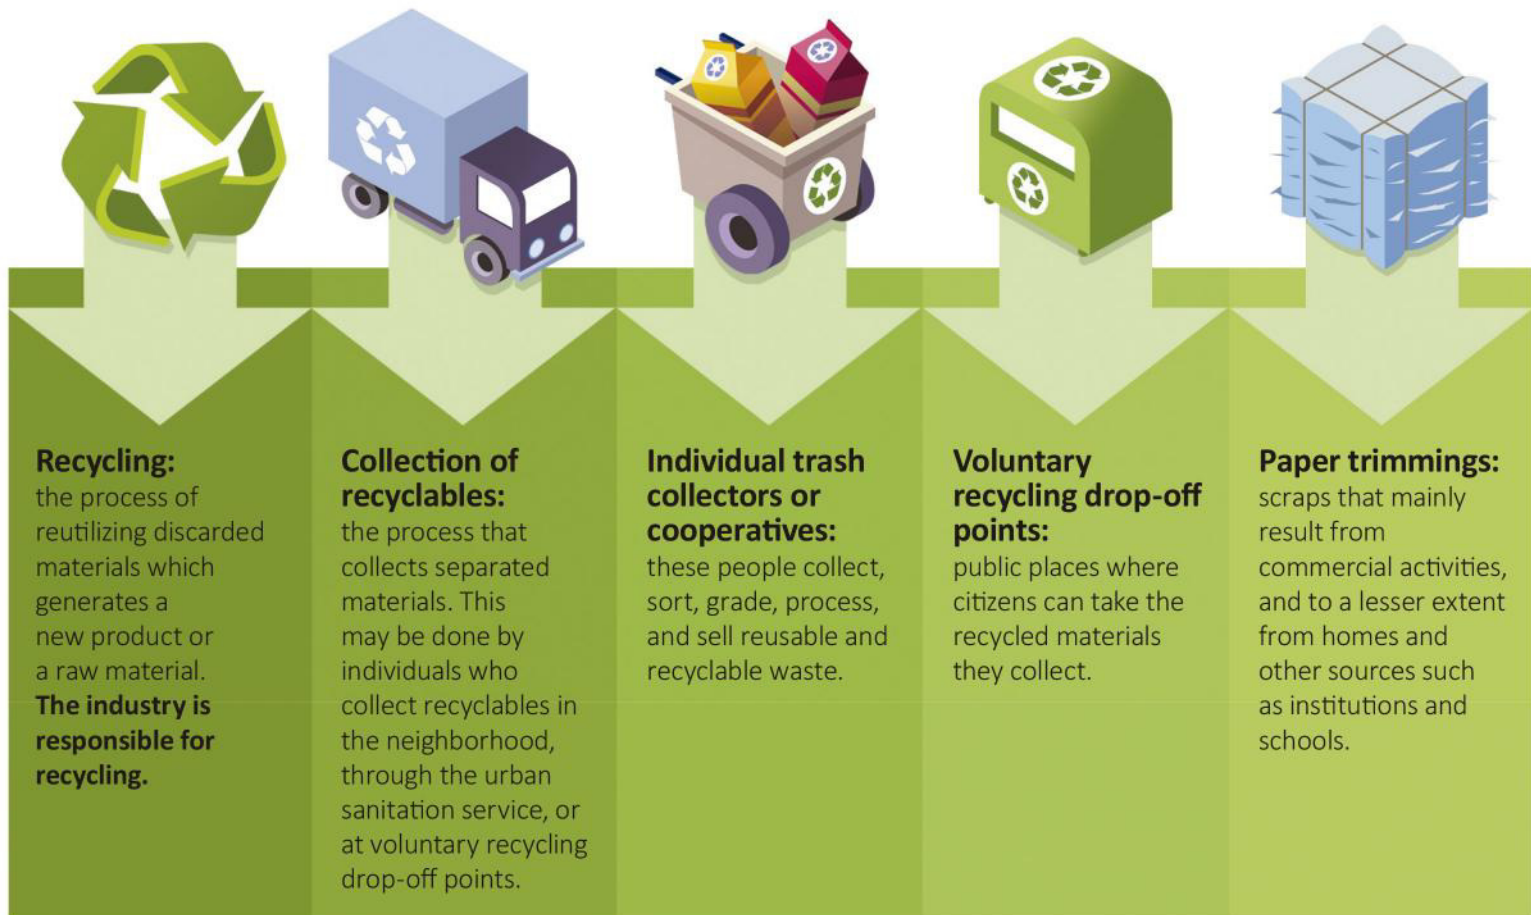 Recycling:
the process of
reutilizing discarded
materials which
generates a
new product or
a raw material.
The industry is
responsible for
recycling.
Collection of
recyclables:
the process that
collects separated
materials. This
may be done by
individuals who
collect recyclables in
the neighborhood,
through the urban
sanitation service, or
at voluntary recycling
drop-off points.
Individual trash
collectors or
cooperatives:
these people collect,
sort, grade, process,
and sell reusable and
recyclable waste.
Voluntary
recycling drop-off
points:
public places where
citizens can take the
recycled materials
they collect.
Paper trimmings:
scraps that mainly
result from
commercial activities,
and to a lesser extent
from homes and
other sources such
as institutions and
schools.